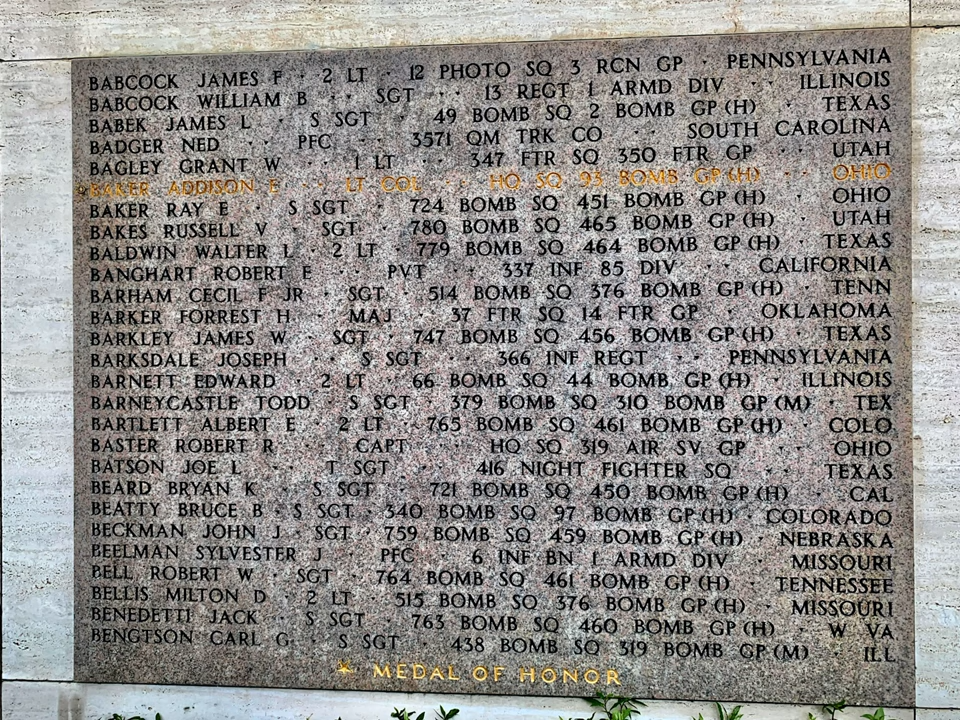 BABCOCK JAMES F · 2 LT · 12 PHOTO SQ 3 RCN GP · PENNSYLVANIA
BABCOCK WILLIAM B · · SGT · · 13 REGT 1 ARMD DIV · · ILLINOIS
BABEK JAMES L · S SGT · · 49 BOMB SQ 2 BOMB GP (H) · TEXAS
BADGER NED · · PFC · · 3571 QM TRK CO · · SOUTH CAROLINA
BAGLEY GRANT W · · 1 LT · · 347 FTR SQ 350 FTR GP · · UTAH
BAKER ADDISON E · · LT COL · · HQ SQ 93 BOMB GP (H) · · OHIO
BAKER RAY E · S SGT · 724 BOMB SQ 451 BOMB GP (H) · OHIO
BAKES RUSSELL V · SGT · 780 BOMB SQ 465 BOMB GP (H) · UTAH
BALDWIN WALTER L · 2 LT · 779 BOMB SQ 464 BOMB GP (H) · TEXAS
BANGHART ROBERT E · · PVT · · 337 INF 85 DIV · · CALIFORNIA
BARHAM CECIL F JR · SGT · 514 BOMB SQ 376 BOMB GP (H) · TENN
BARKER FORREST H · MAJ · 37 FTR SQ 14 FTR GP · OKLAHOMA
BARKLEY JAMES W · SGT · 747 BOMB SQ 456 BOMB GP (H) · TEXAS
BARKSDALE JOSEPH · · S SGT · · 366 INF REGT · · PENNSYLVANIA
BARNETT EDWARD · 2 LT · 66 BOMB SQ 44 BOMB GP (H) · ILLINOIS
BARNEYCASTLE TODD · S SGT · 379 BOMB SQ 310 BOMB GP (M) · TEX
BARTLETT ALBERT E · 2 LT · 765 BOMB SQ 461 BOMB GP (H) · COLO
BASTER ROBERT R · · CAPT · · HQ SQ 319 AIR SV GP · · OHIO
BATSON JOE L · · T SGT · · 416 NIGHT FIGHTER SQ · · TEXAS
BEARD BRYAN K · S SGT · · 721 BOMB SQ 450 BOMB GP (H) · CAL
BEATTY BRUCE B · S SGT · 340 BOMB SQ 97 BOMB GP (H) · COLORADO
BECKMAN JOHN J · SGT · 759 BOMB SQ 459 BOMB GP (H) · NEBRASKA
BEELMAN SYLVESTER J · PFC · · 6 INF BN 1 ARMD DIV · MISSOURI
BELL ROBERT W · SGT · 764 BOMB SQ 461 BOMB GP (H) · TENNESSEE
BELLIS MILTON D · 2 LT · 515 BOMB SQ 376 BOMB GP (H) · MISSOURI
BENEDETTI JACK · S SGT · 763 BOMB SQ 460 BOMB GP (H) · W VA
BENGTSON CARL G · S SGT · 438 BOMB SQ 319 BOMB GP (M) · ILL
MEDAL OF HONOR